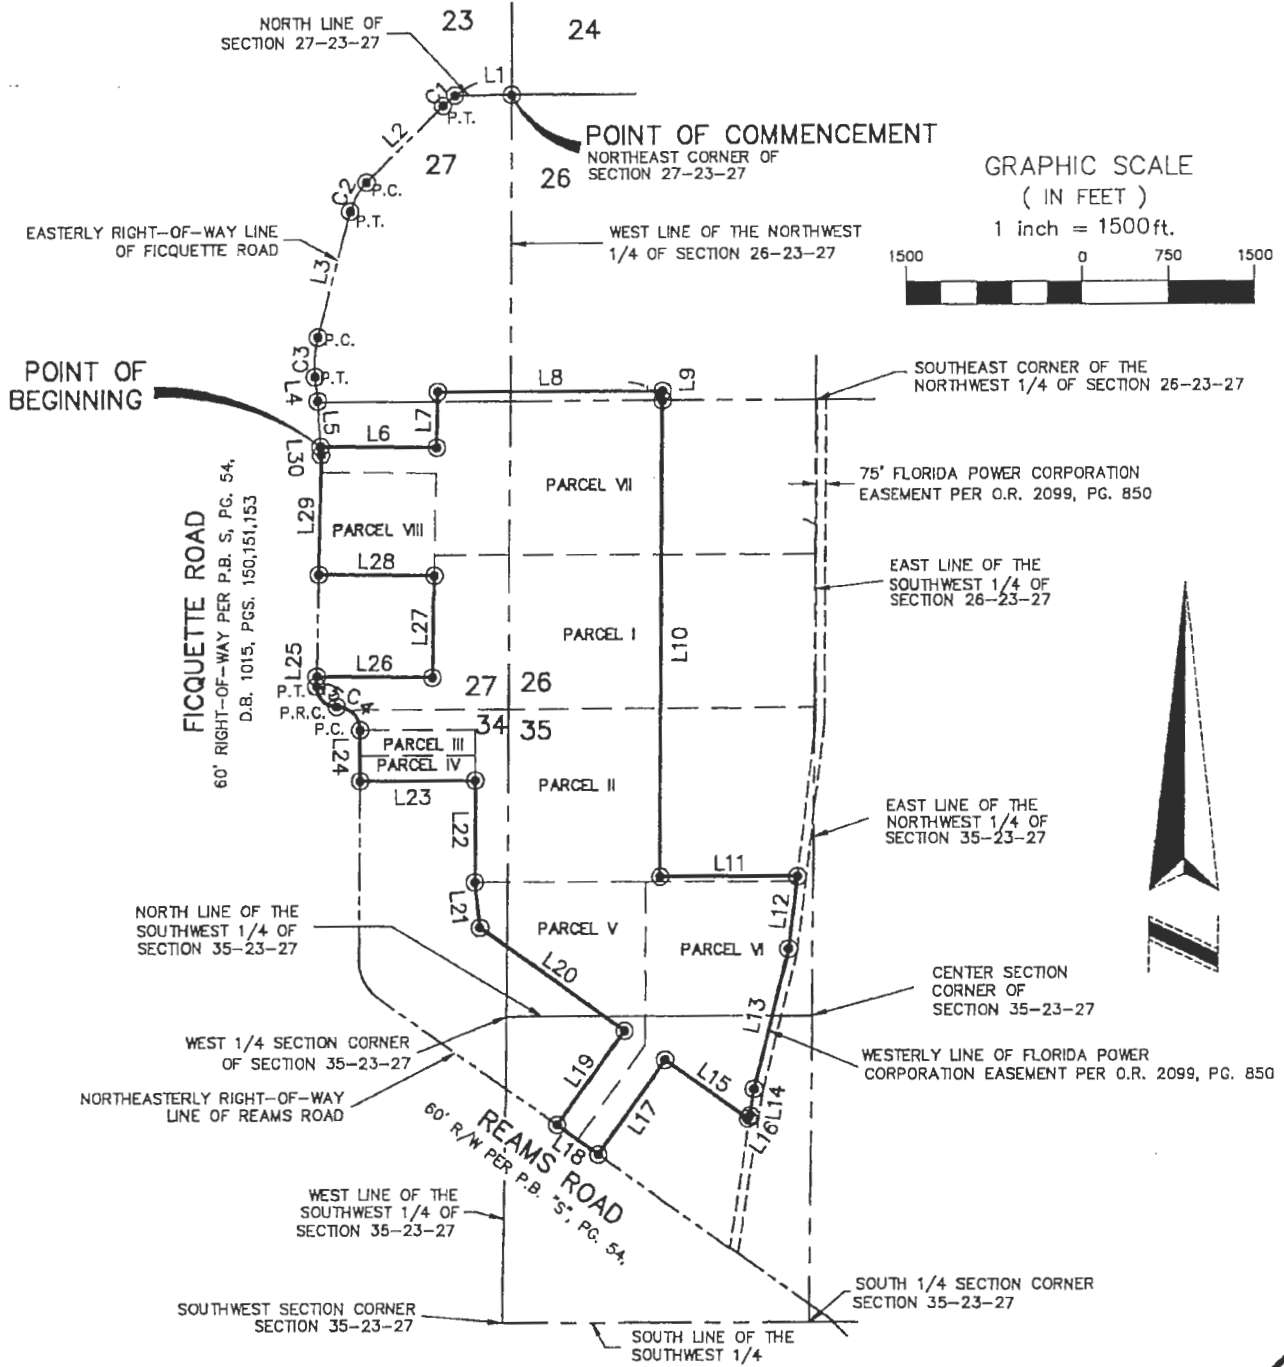 NORTH LINE OF
SECTION 27-23-27
23
24
L1
C1
P.T.
L2
POINT OF COMMENCEMENT
NORTHEAST CORNER OF
SECTION 27-23-27
27
26
P.C.
C2
P.T.
GRAPHIC SCALE
( IN FEET )
1 inch = 1500ft.
1500
0
750
1500
EASTERLY RIGHT-OF-WAY LINE
OF FICQUETTE ROAD
WEST LINE OF THE NORTHWEST
1/4 OF SECTION 26-23-27
L3
P.C.
C3
P.T.
L4
POINT OF
BEGINNING
L8
L9
SOUTHEAST CORNER OF THE
NORTHWEST 1/4 OF SECTION 26-23-27
L5
L6
L7
L30
PARCEL VII
75' FLORIDA POWER CORPORATION
EASEMENT PER O.R. 2099, PG. 850
FICQUETTE ROAD
60' RIGHT-OF-WAY PER P.B. S, PG. 54,
D.B. 1015, PGS. 150,151,153
L29
PARCEL VIII
L28
EAST LINE OF THE
SOUTHWEST 1/4 OF
SECTION 26-23-27
L27
PARCEL I
L10
L25
L26
P.T.
C5
C4
P.R.C.
P.C.
27
26
34
35
L24
PARCEL III
PARCEL IV
L23
PARCEL II
L22
EAST LINE OF THE
NORTHWEST 1/4 OF
SECTION 35-23-27
L11
L21
L12
NORTH LINE OF THE
SOUTHWEST 1/4 OF
SECTION 35-23-27
PARCEL V
PARCEL VI
L20
L13
CENTER SECTION
CORNER OF
SECTION 35-23-27
WEST 1/4 SECTION CORNER
OF SECTION 35-23-27
WESTERLY LINE OF FLORIDA POWER
CORPORATION EASEMENT PER O.R. 2099, PG. 850
L19
L15
L14
L16
L17
L18
NORTHEASTERLY RIGHT-OF-WAY
LINE OF REAMS ROAD
REAMS ROAD
60' R/W PER P.B. "S", PG. 54,
WEST LINE OF THE
SOUTHWEST 1/4 OF
SECTION 35-23-27
SOUTH 1/4 SECTION CORNER
SECTION 35-23-27
SOUTHWEST SECTION CORNER
SECTION 35-23-27
SOUTH LINE OF THE
SOUTHWEST 1/4